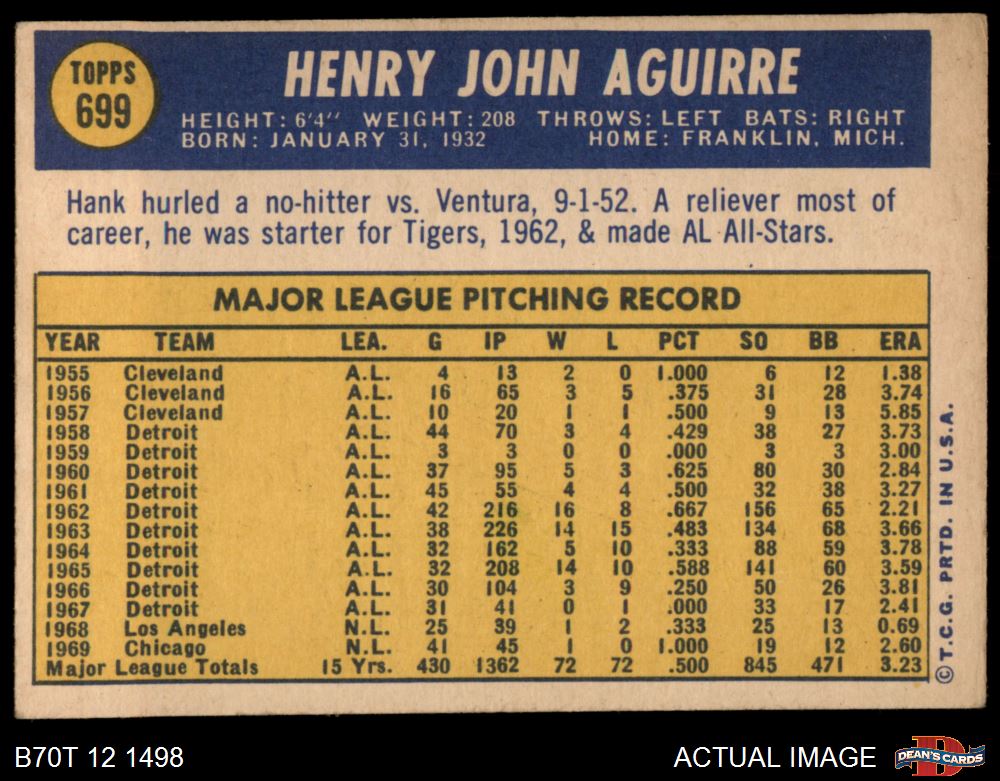 TOPPS
699
HENRY JOHN AGUIRRE
HEIGHT: 6'4" WEIGHT: 208 THROWS: LEFT BATS: RIGHT
BORN: JANUARY 31, 1932 HOME: FRANKLIN, MICH.
Hank hurled a no-hitter vs. Ventura, 9-1-52. A reliever most of
career, he was starter for Tigers, 1962, & made AL All-Stars.
MAJOR LEAGUE PITCHING RECORD
YEAR TEAM LEA. G IP W L PCT SO BB ERA
1955 Cleveland A.L. 4 13 2 0 1.000 6 12 1.38
1956 Cleveland A.L. 16 65 3 5 .375 31 28 3.74
1957 Cleveland A.L. 10 20 1 1 .500 9 13 5.85
1958 Detroit A.L. 44 70 3 4 .429 38 27 3.73
1959 Detroit A.L. 3 3 0 0 .000 3 3 3.00
1960 Detroit A.L. 37 95 5 3 .625 80 30 2.84
1961 Detroit A.L. 45 55 4 4 .500 32 38 3.27
1962 Detroit A.L. 42 216 16 8 .667 156 65 2.21
1963 Detroit A.L. 38 226 14 15 .483 134 68 3.66
1964 Detroit A.L. 32 162 5 10 .333 88 59 3.78
1965 Detroit A.L. 32 208 14 10 .588 141 60 3.59
1966 Detroit A.L. 30 104 3 9 .250 50 26 3.81
1967 Detroit A.L. 31 41 0 1 .000 33 17 2.41
1968 Los Angeles N.L. 25 39 1 2 .333 25 13 0.69
1969 Chicago N.L. 41 45 1 0 1.000 19 12 2.60
Major League Totals 15 Yrs. 430 1362 72 72 .500 845 471 3.23
© T.C.G. PRTD. IN U.S.A.
B70T 12 1498 ACTUAL IMAGE
D
DEAN'S CARDS